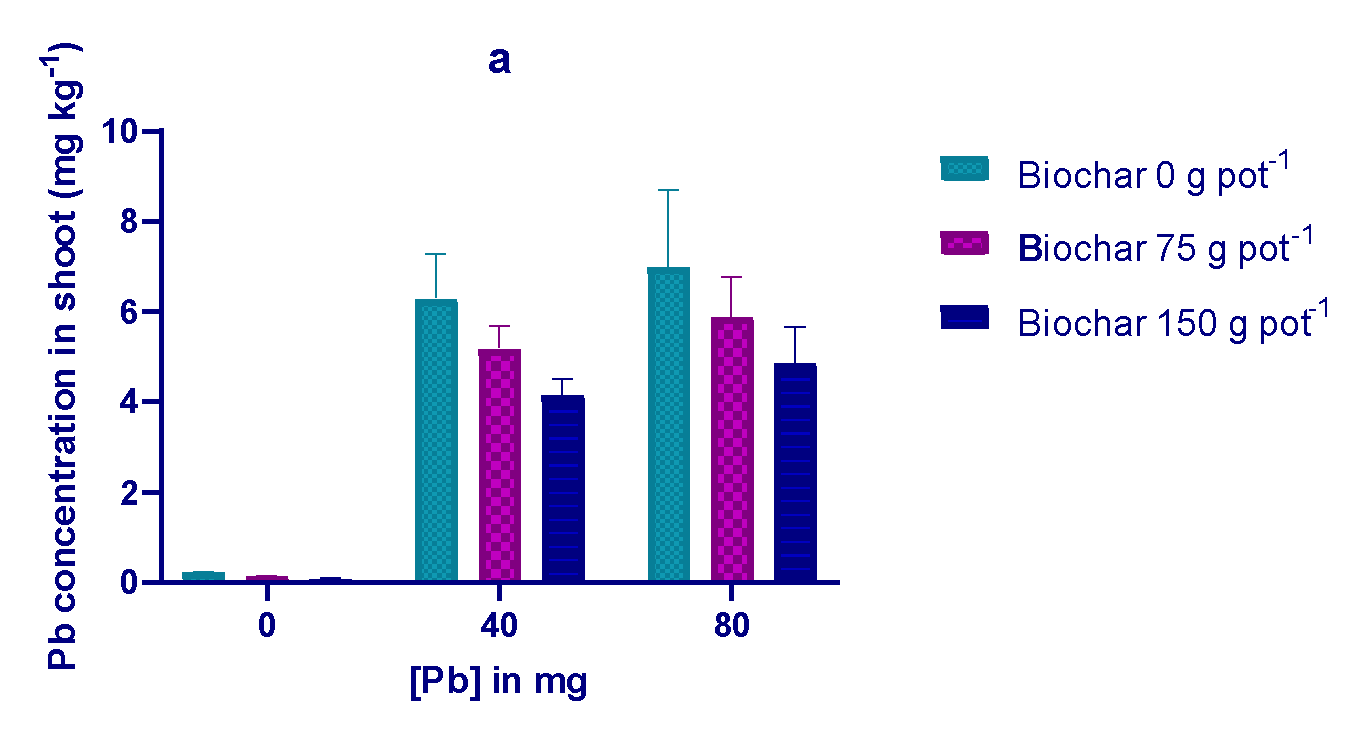 a
Pb concentration in shoot (mg kg⁻¹)
10
8
6
4
2
0
0 40 80
[Pb] in mg
Biochar 0 g pot⁻¹
Biochar 75 g pot⁻¹
Biochar 150 g pot⁻¹